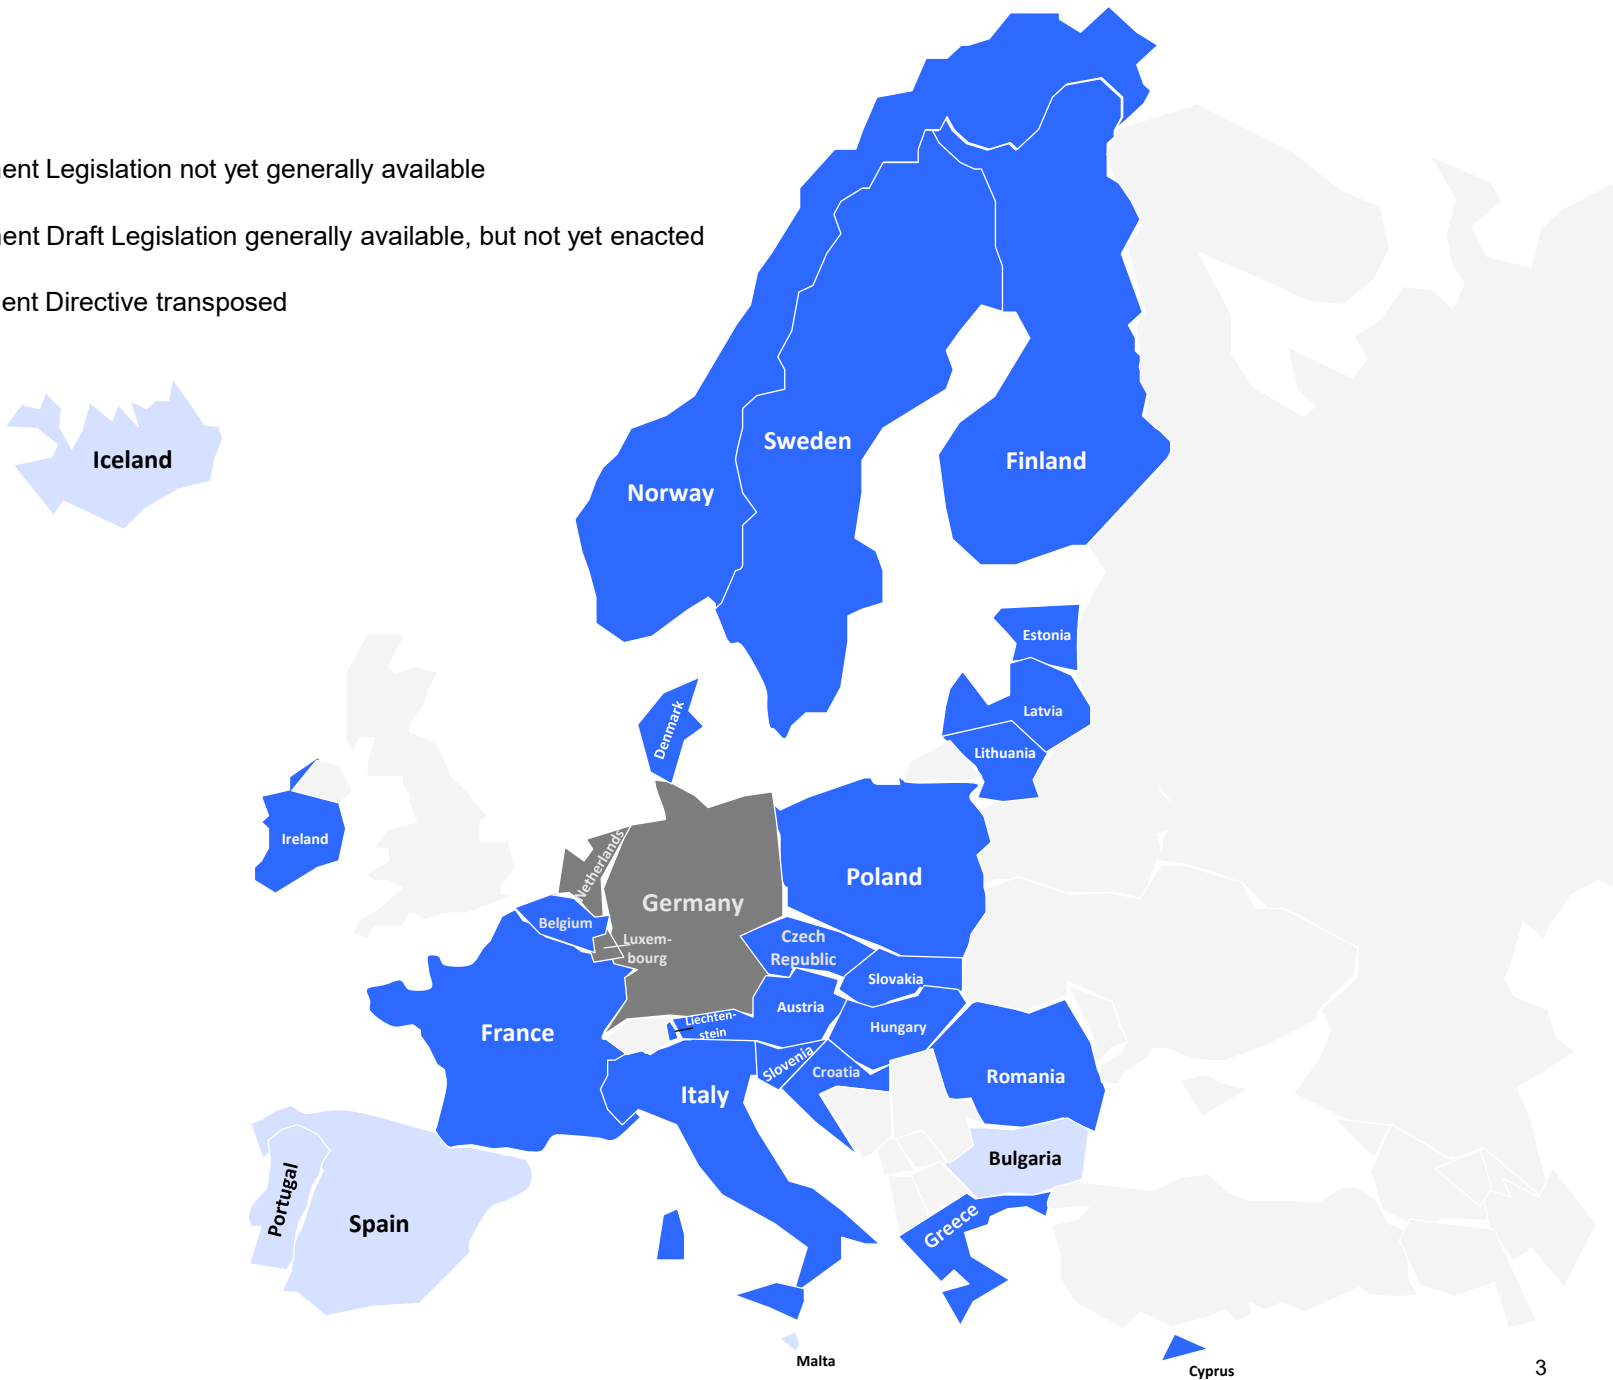 ent Legislation not yet generally available
ent Draft Legislation generally available, but not yet enacted
ent Directive transposed
Iceland
Sweden
Finland
Norway
Estonia
Denmark
Latvia
Lithuania
Ireland
Netherlands
Poland
Germany
Belgium
Luxem-
bourg
Czech
Republic
Slovakia
Austria
Liechten-
stein
Hungary
France
Slovenia
Croatia
Romania
Italy
Bulgaria
Portugal
Spain
Greece
Malta
Cyprus
3